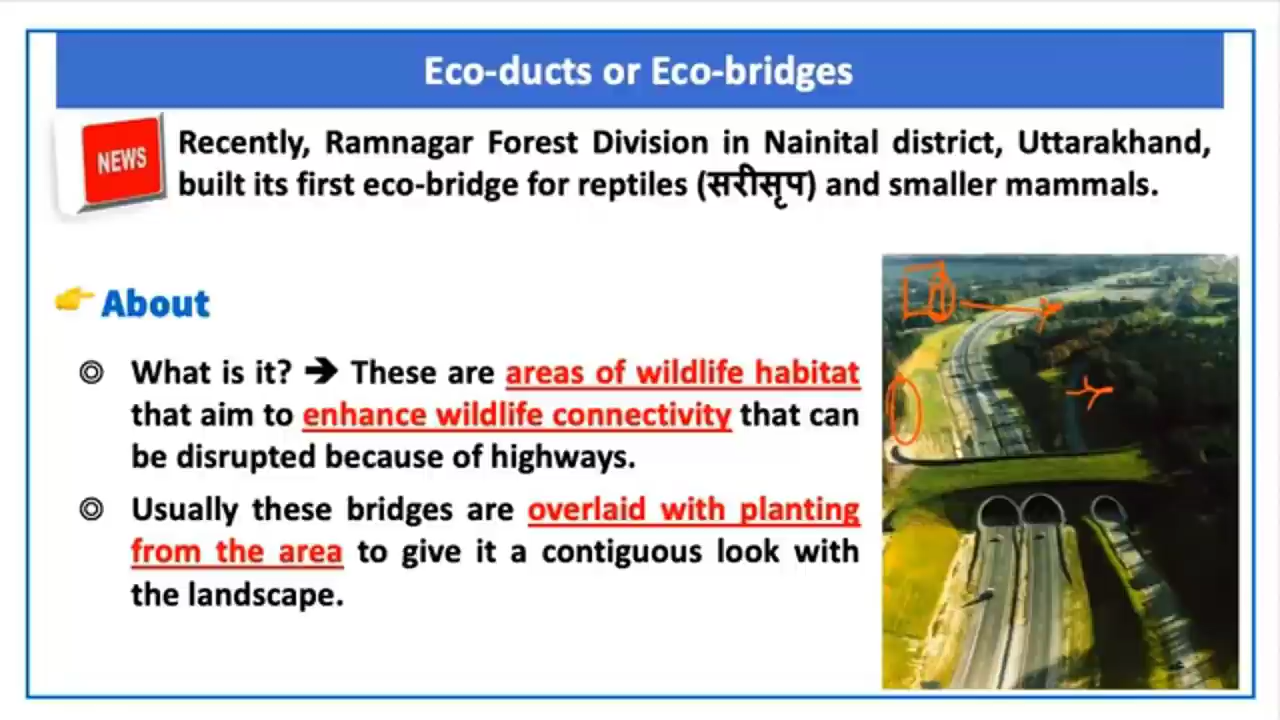 Eco-ducts or Eco-bridges
NEWS
Recently, Ramnagar Forest Division in Nainital district, Uttarakhand,
built its first eco-bridge for reptiles (सरीसृप) and smaller mammals.
About
What is it? ➔ These are areas of wildlife habitat
that aim to enhance wildlife connectivity that can
be disrupted because of highways.
Usually these bridges are overlaid with planting
from the area to give it a contiguous look with
the landscape.